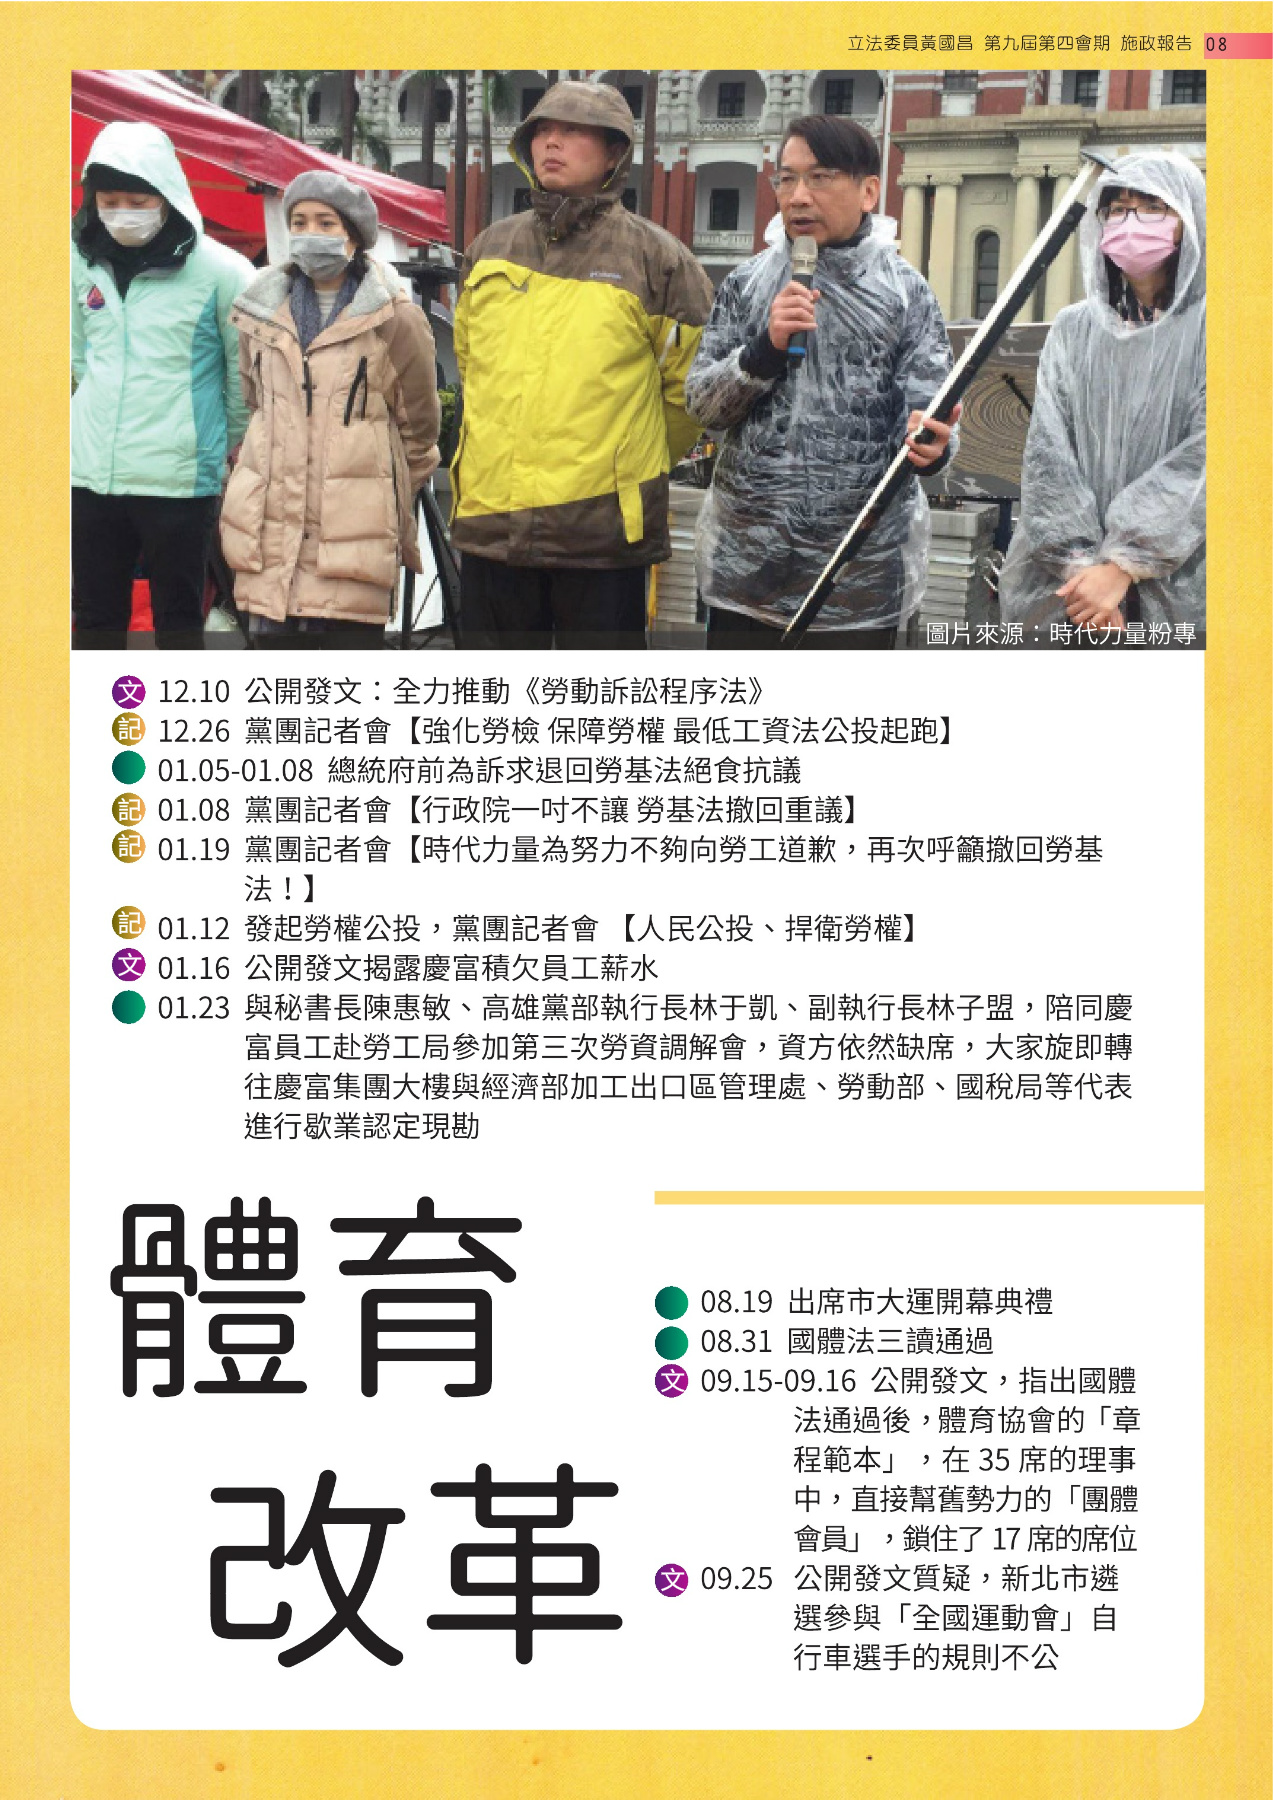 立法委員黃國昌 第九屆第四會期 施政報告 08
圖片來源：時代力量粉專
文 12.10 公開發文：全力推動《勞動訴訟程序法》
記 12.26 黨團記者會【強化勞檢 保障勞權 最低工資法公投起跑】
01.05-01.08 總統府前為訴求退回勞基法絕食抗議
記 01.08 黨團記者會【行政院一吋不讓 勞基法撤回重議】
記 01.19 黨團記者會【時代力量為努力不夠向勞工道歉，再次呼籲撤回勞基
法！】
記 01.12 發起勞權公投，黨團記者會 【人民公投、捍衛勞權】
文 01.16 公開發文揭露慶富積欠員工薪水
01.23 與秘書長陳惠敏、高雄黨部執行長林于凱、副執行長林子盟，陪同慶
富員工赴勞工局參加第三次勞資調解會，資方依然缺席，大家旋即轉
往慶富集團大樓與經濟部加工出口區管理處、勞動部、國稅局等代表
進行歇業認定現勘
體育
改革
08.19 出席市大運開幕典禮
08.31 國體法三讀通過
文 09.15-09.16 公開發文，指出國體
法通過後，體育協會的「章
程範本」，在 35 席的理事
中，直接幫舊勢力的「團體
會員」，鎖住了 17 席的席位
文 09.25 公開發文質疑，新北市遴
選參與「全國運動會」自
行車選手的規則不公